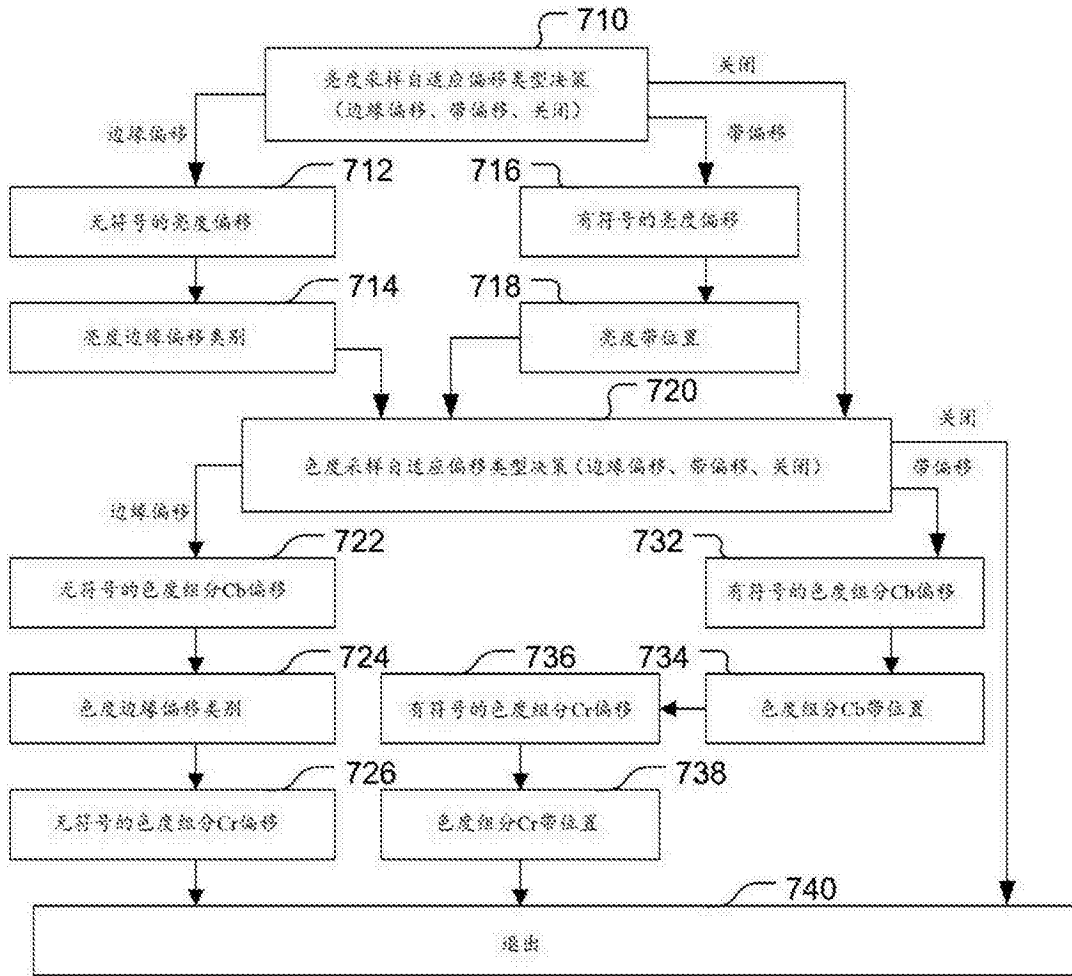 710
亮度采样自适应偏移类型决策
(边缘偏移、带偏移、关闭)
关闭
边缘偏移
带偏移
712
716
无符号的亮度偏移
有符号的亮度偏移
714
718
亮度边缘偏移类别
亮度带位置
720
关闭
色度采样自适应偏移类型决策(边缘偏移、带偏移、关闭)
带偏移
边缘偏移
722
732
无符号的色度组分Cb偏移
有符号的色度组分Cb偏移
724
736
734
色度边缘偏移类别
有符号的色度组分Cr偏移
色度组分Cb带位置
726
738
无符号的色度组分Cr偏移
色度组分Cr带位置
740
退出